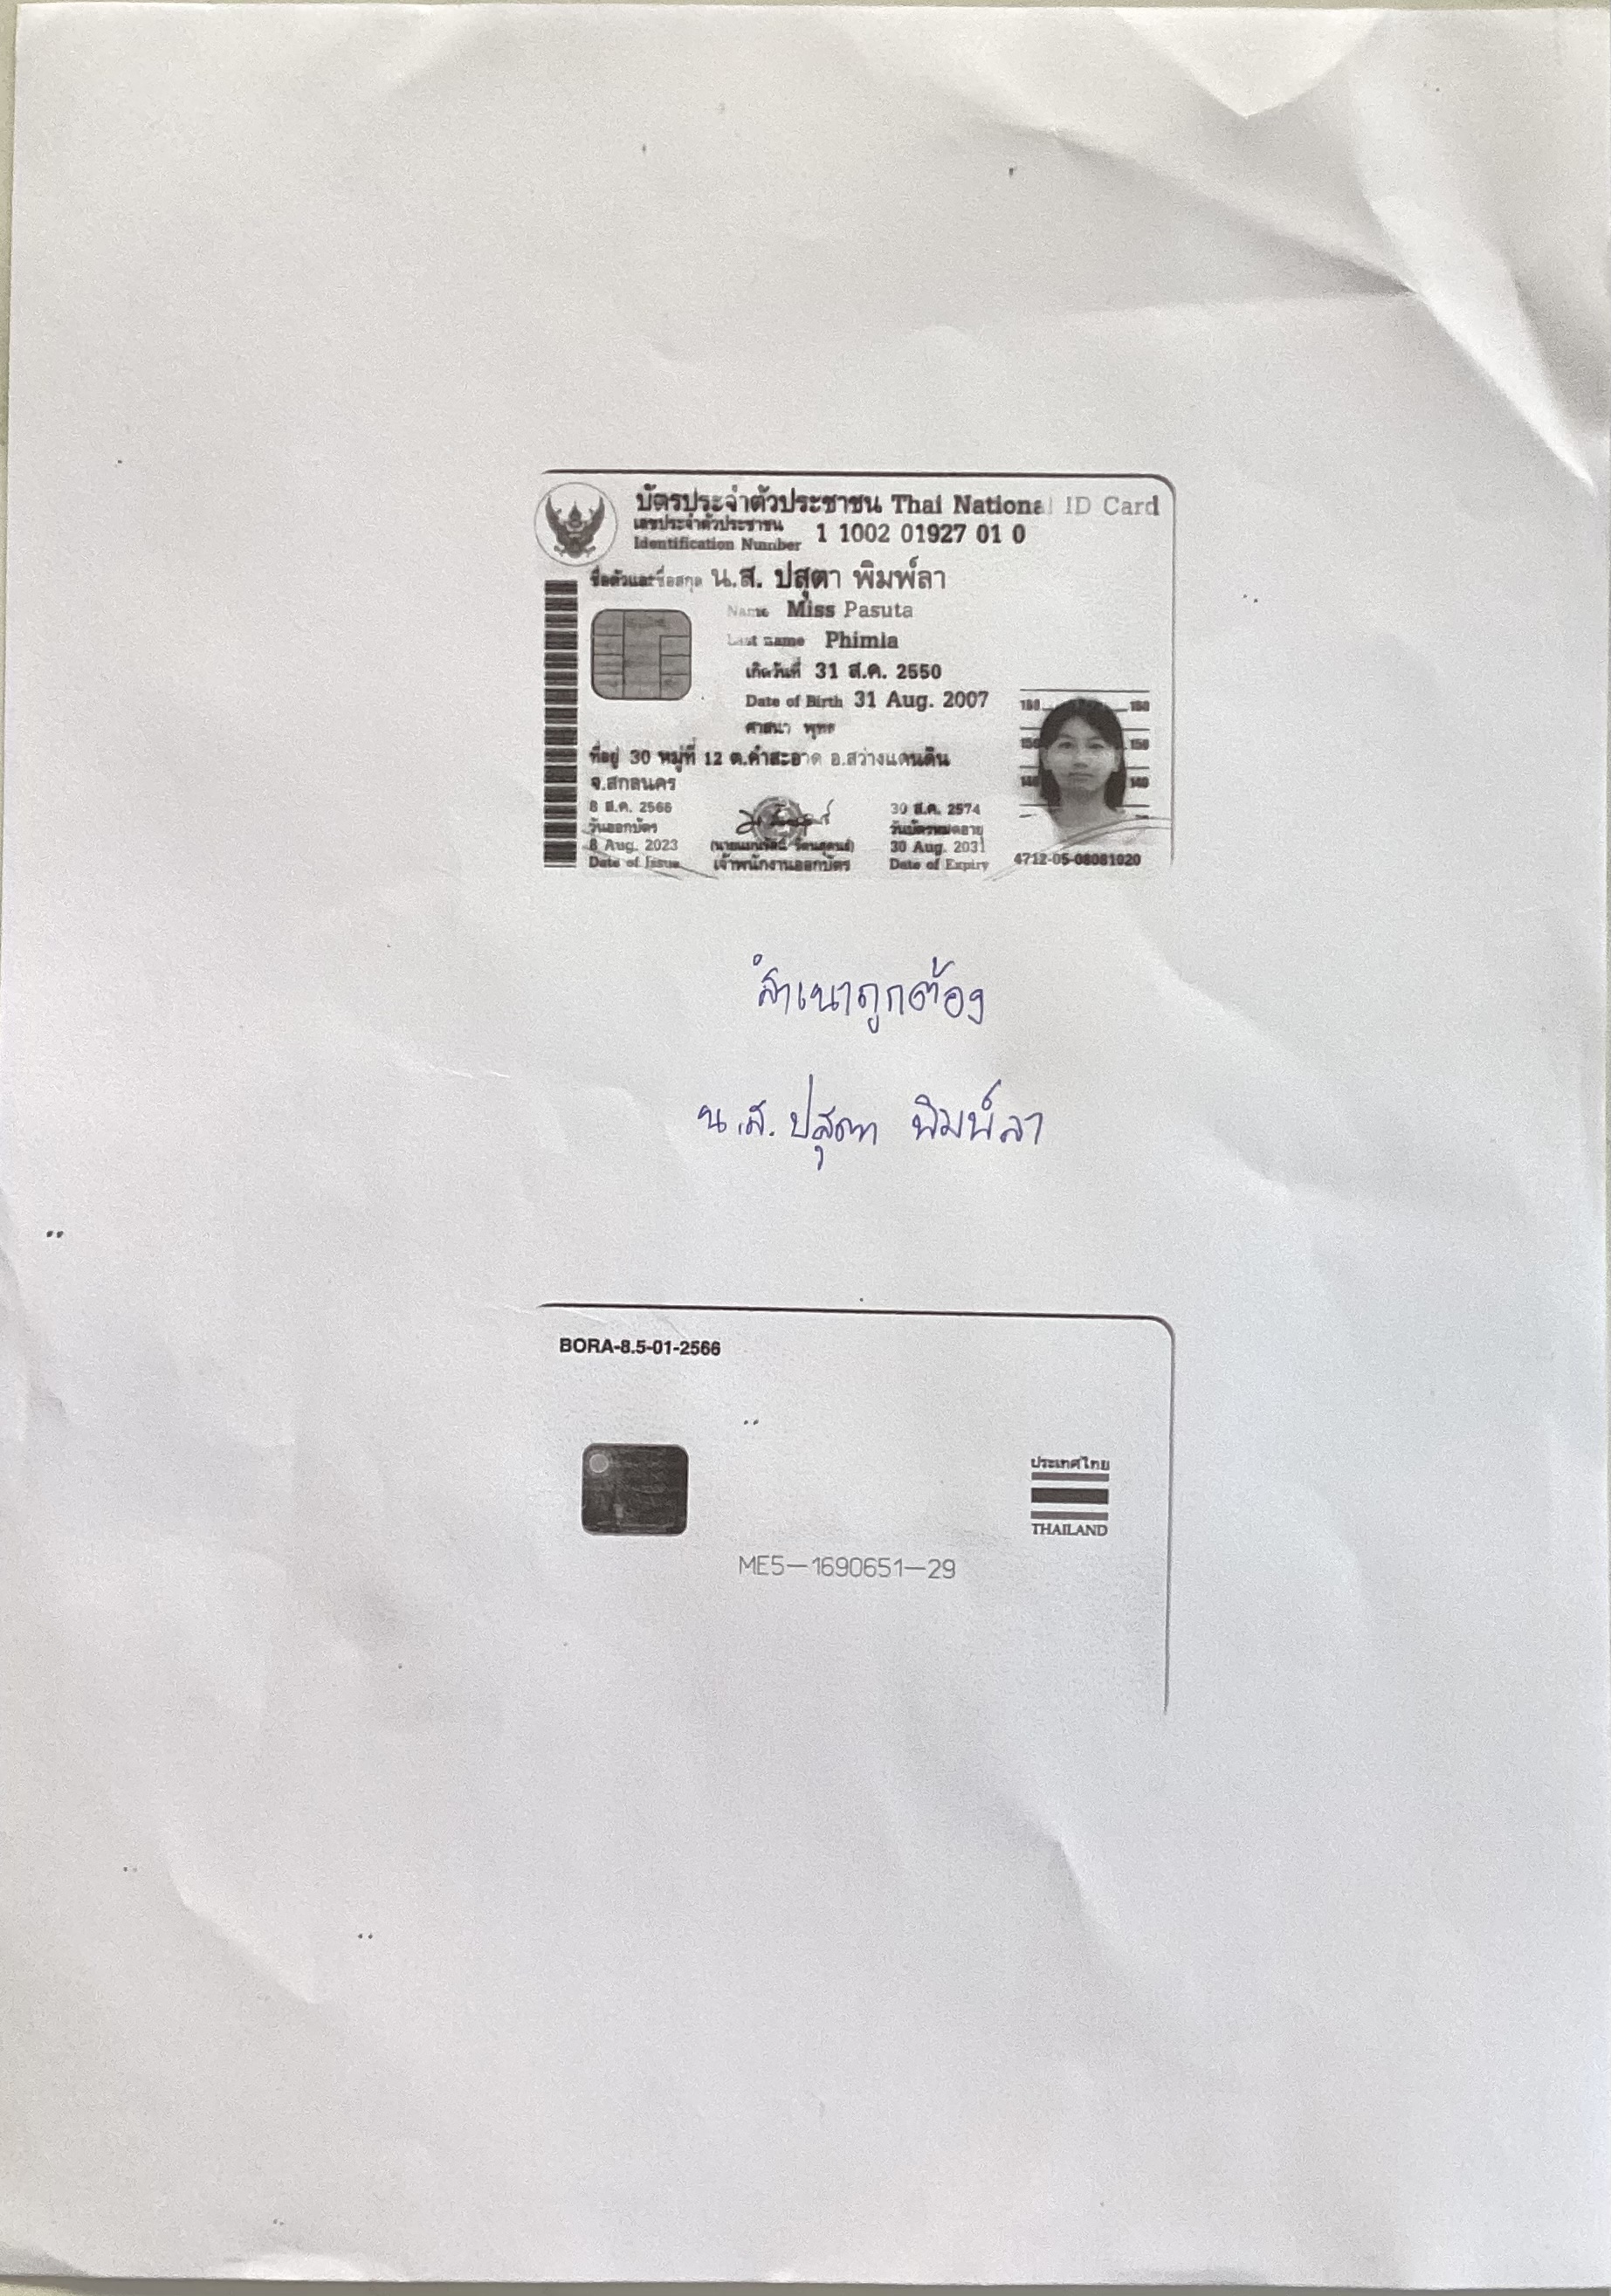 บัตรประจำตัวประชาชน Thai National ID Card
เลขประจำตัวประชาชน
Identification Number 1 1002 01927 01 0
ชื่อตัวและชื่อสกุล น.ส. ปสุตา พิมพ์ลา
Name Miss Pasuta
Last name Phimla
เกิดวันที่ 31 ส.ค. 2550
Date of Birth 31 Aug. 2007
ศาสนา พุทธ
ที่อยู่ 30 หมู่ที่ 12 ต.คำสะอาด อ.สว่างแดนดิน
จ.สกลนคร
8 ส.ค. 2566
วันออกบัตร
8 Aug. 2023
Date of Issue
เจ้าพนักงานออกบัตร
30 ส.ค. 2574
วันบัตรหมดอายุ
30 Aug. 2031
Date of Expiry
150 150
140 140
4712-05-08081020
สำเนาถูกต้อง
น.ส. ปสุตา พิมพ์ลา
BORA-8.5-01-2566
ประเทศไทย
THAILAND
ME5-1690651-29